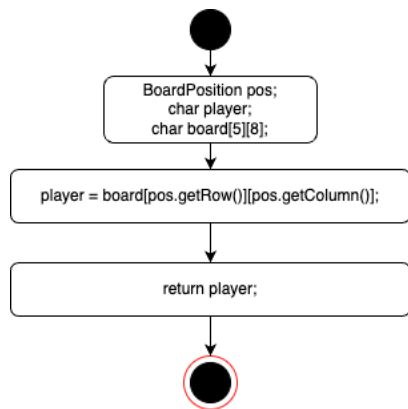 BoardPosition pos;
char player;
char board[5][8];
player = board[pos.getRow()][pos.getColumn()];
return player;